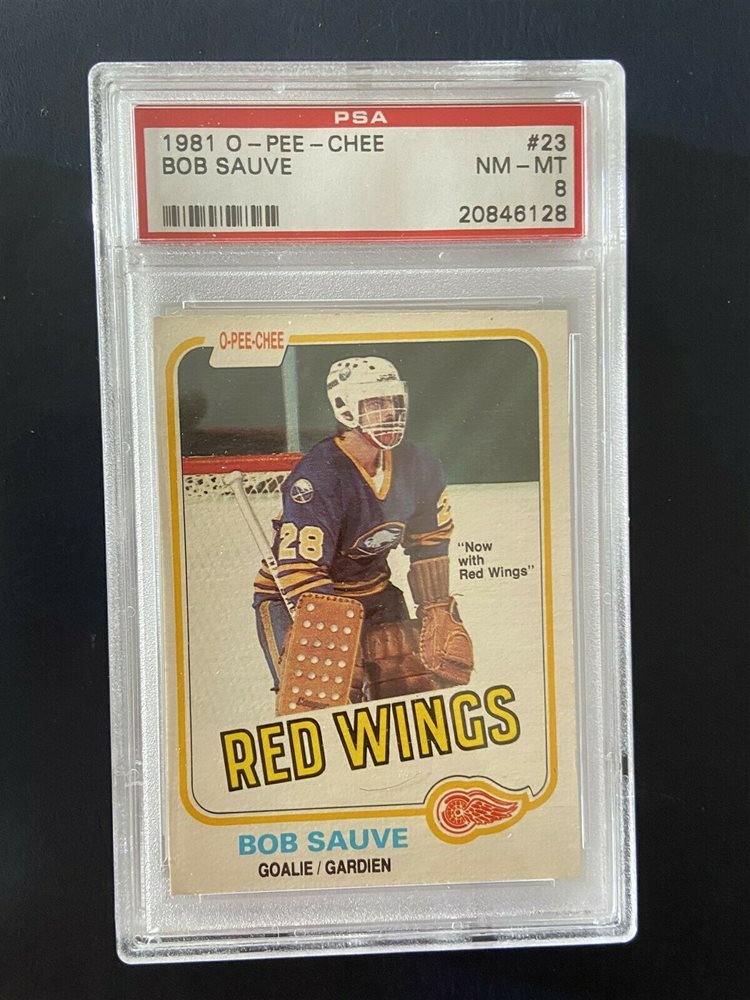 PSA
1981 O-PEE-CHEE #23
BOB SAUVE NM-MT
8
20846128
O-PEE-CHEE
28
"Now
with
Red Wings"
RED WINGS
BOB SAUVE
GOALIE / GARDIEN